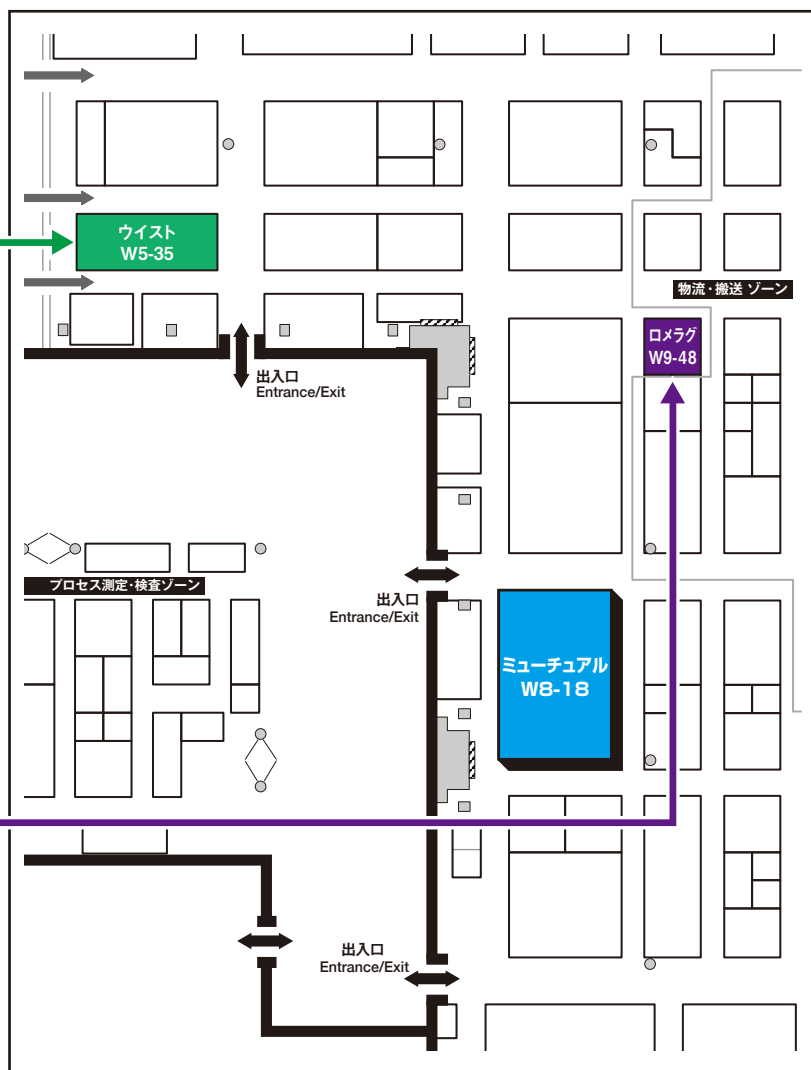 ウイスト
W5-35
物流・搬送 ゾーン
ロメラグ
W9-48
出入口
Entrance/Exit
プロセス測定・検査ゾーン
出入口
Entrance/Exit
ミューチュアル
W8-18
出入口
Entrance/Exit